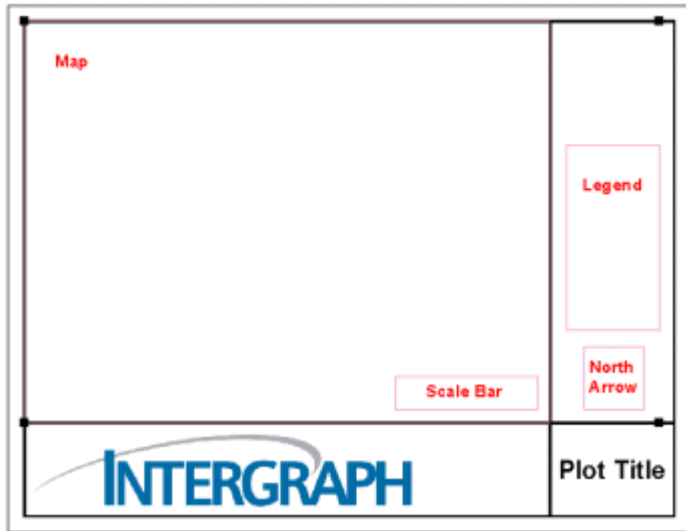 Map
Legend
North
Arrow
Scale Bar
INTERGRAPH
Plot Title